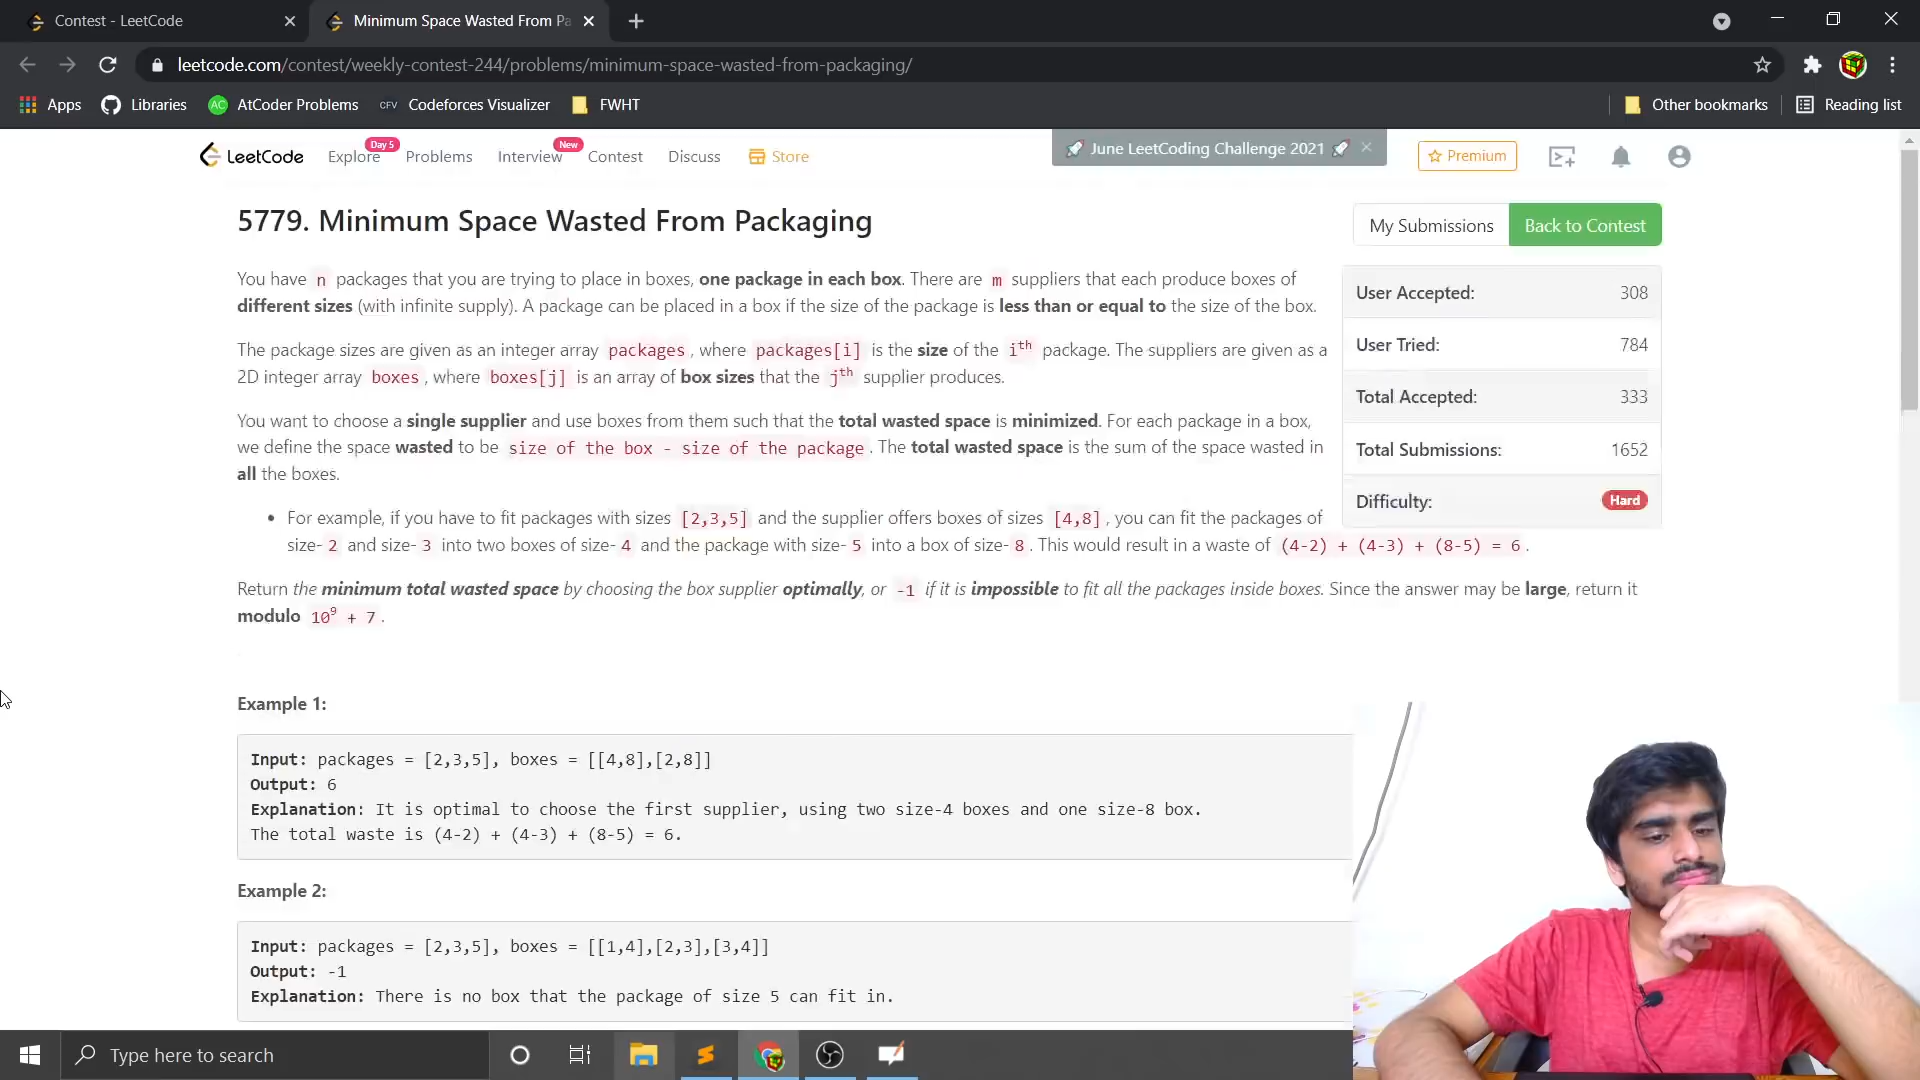 Contest - LeetCode
Minimum Space Wasted From Pa
leetcode.com/contest/weekly-contest-244/problems/minimum-space-wasted-from-packaging/
Apps
Libraries
AC
AtCoder Problems
CFV
Codeforces Visualizer
FWHT
Other bookmarks
Reading list
LeetCode
Explore
Day 5
Problems
Interview
New
Contest
Discuss
Store
June LeetCoding Challenge 2021
Premium
5779. Minimum Space Wasted From Packaging
My Submissions
Back to Contest
You have n packages that you are trying to place in boxes, one package in each box. There are m suppliers that each produce boxes of
different sizes (with infinite supply). A package can be placed in a box if the size of the package is less than or equal to the size of the box.
The package sizes are given as an integer array packages, where packages[i] is the size of the iᵗʰ package. The suppliers are given as a
2D integer array boxes, where boxes[j] is an array of box sizes that the jᵗʰ supplier produces.
You want to choose a single supplier and use boxes from them such that the total wasted space is minimized. For each package in a box,
we define the space wasted to be size of the box - size of the package. The total wasted space is the sum of the space wasted in
all the boxes.
• For example, if you have to fit packages with sizes [2,3,5] and the supplier offers boxes of sizes [4,8], you can fit the packages of
size-2 and size-3 into two boxes of size-4 and the package with size-5 into a box of size-8. This would result in a waste of (4-2) + (4-3) + (8-5) = 6.
Return the minimum total wasted space by choosing the box supplier optimally, or -1 if it is impossible to fit all the packages inside boxes. Since the answer may be large, return it
modulo 10⁹ + 7.
User Accepted: 308
User Tried: 784
Total Accepted: 333
Total Submissions: 1652
Difficulty: Hard
Example 1:
Input: packages = [2,3,5], boxes = [[4,8],[2,8]]
Output: 6
Explanation: It is optimal to choose the first supplier, using two size-4 boxes and one size-8 box.
The total waste is (4-2) + (4-3) + (8-5) = 6.
Example 2:
Input: packages = [2,3,5], boxes = [[1,4],[2,3],[3,4]]
Output: -1
Explanation: There is no box that the package of size 5 can fit in.
Type here to search